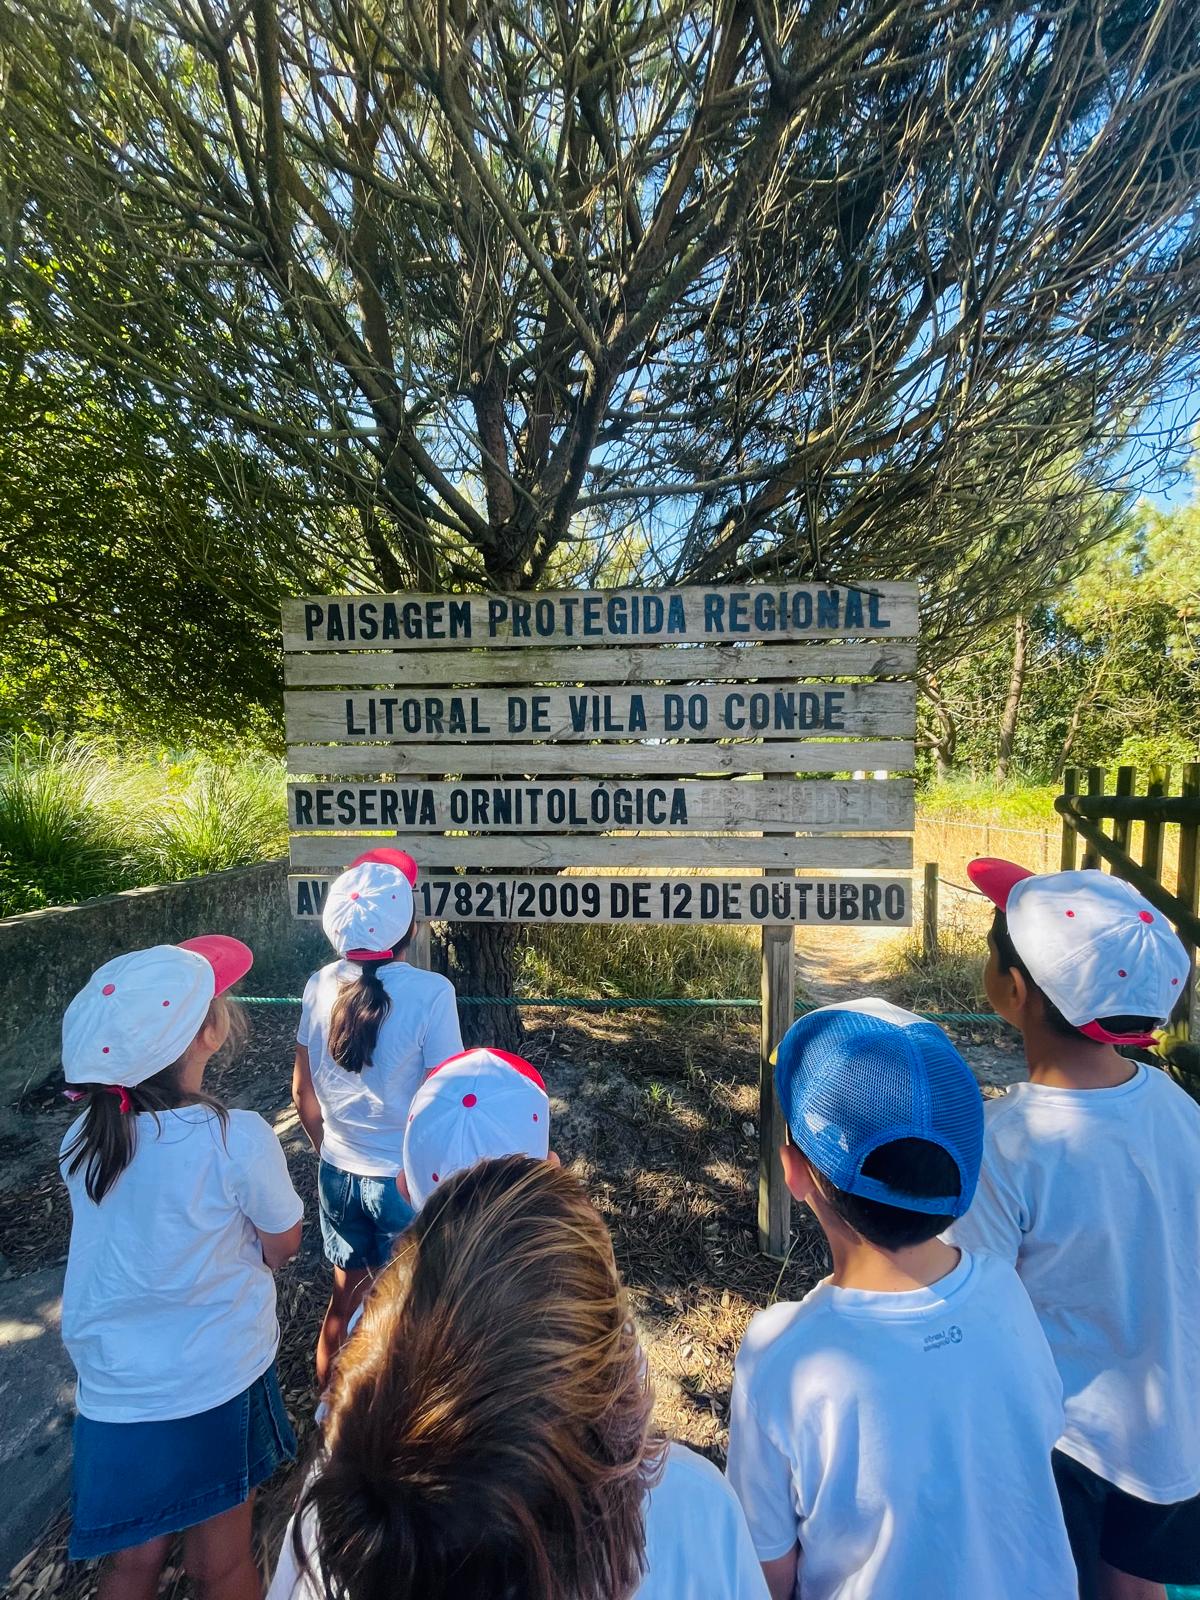 PAISAGEM PROTEGIDA REGIONAL
LITORAL DE VILA DO CONDE
RESERVA ORNITOLÓGICA
17821/2009 DE 12 DE OUTUBRO